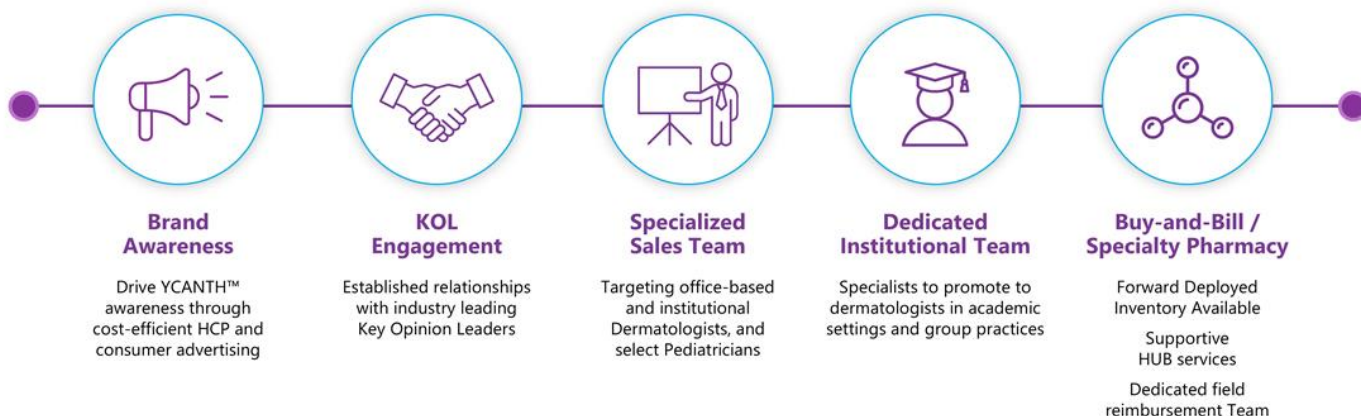 Brand
Awareness
Drive YCANTH™
awareness through
cost-efficient HCP and
consumer advertising
KOL
Engagement
Established relationships
with industry leading
Key Opinion Leaders
Specialized
Sales Team
Targeting office-based
and institutional
Dermatologists, and
select Pediatricians
Dedicated
Institutional Team
Specialists to promote to
dermatologists in academic
settings and group practices
Buy-and-Bill /
Specialty Pharmacy
Forward Deployed
Inventory Available
Supportive
HUB services
Dedicated field
reimbursement Team